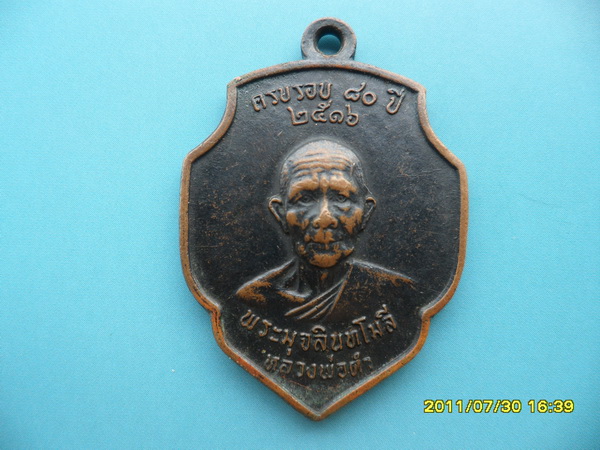 ครบรอบ ๘๐ ปี
๒๕๑๖
พระมุจลินทโมลี
หลวงพ่อดำ
2011/07/30 16:39